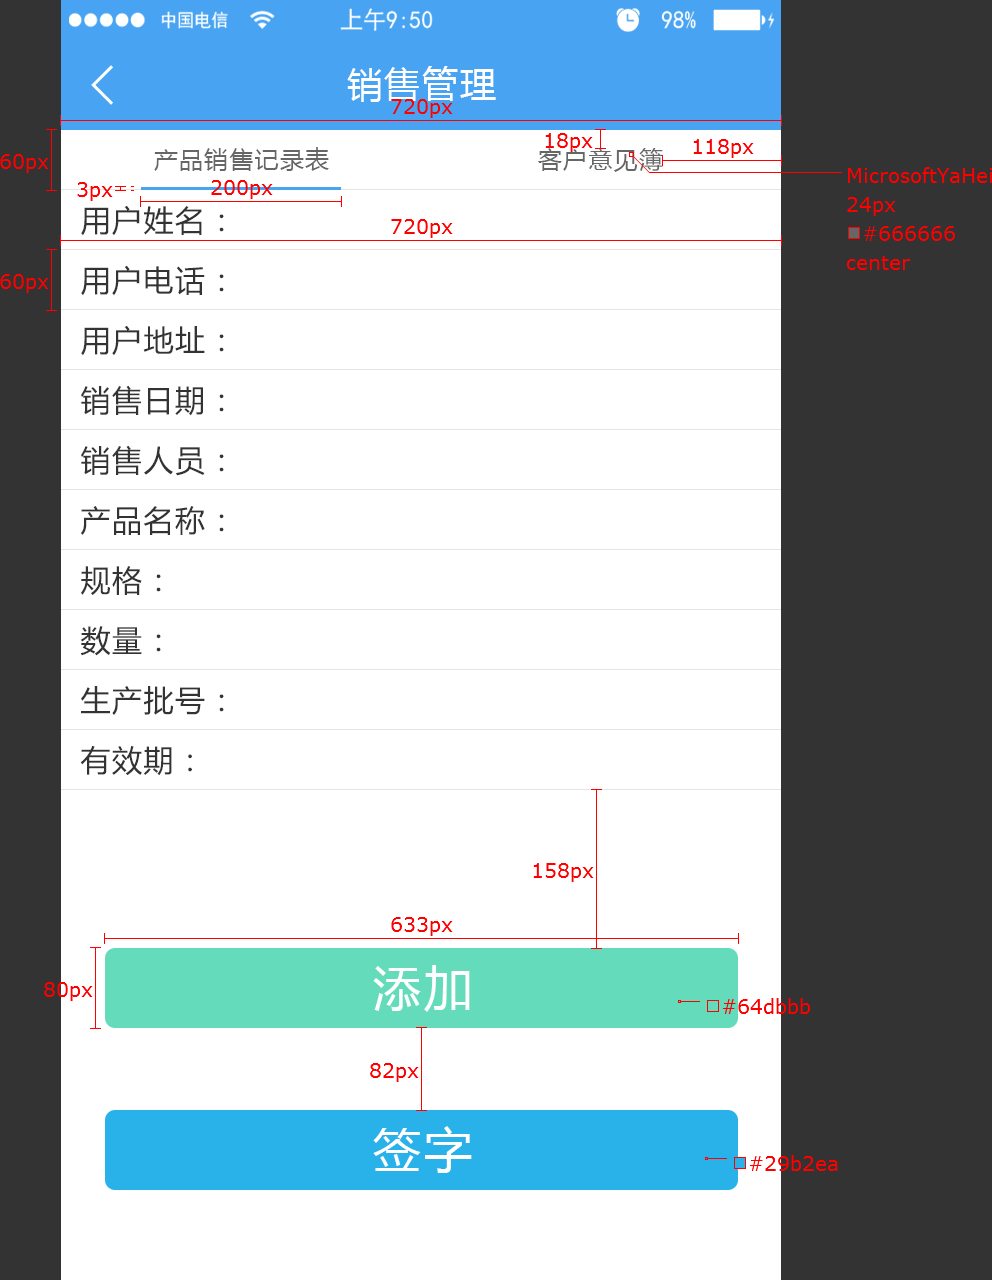 中国电信 上午9:50 98%
销售管理
720px
18px
118px
60px
产品销售记录表 客户意见簿
MicrosoftYaHei
24px
#666666
center
3px
200px
用户姓名：
720px
60px
用户电话：
用户地址：
销售日期：
销售人员：
产品名称：
规格：
数量：
生产批号：
有效期：
158px
633px
80px
添加
#64dbbb
82px
签字
#29b2ea